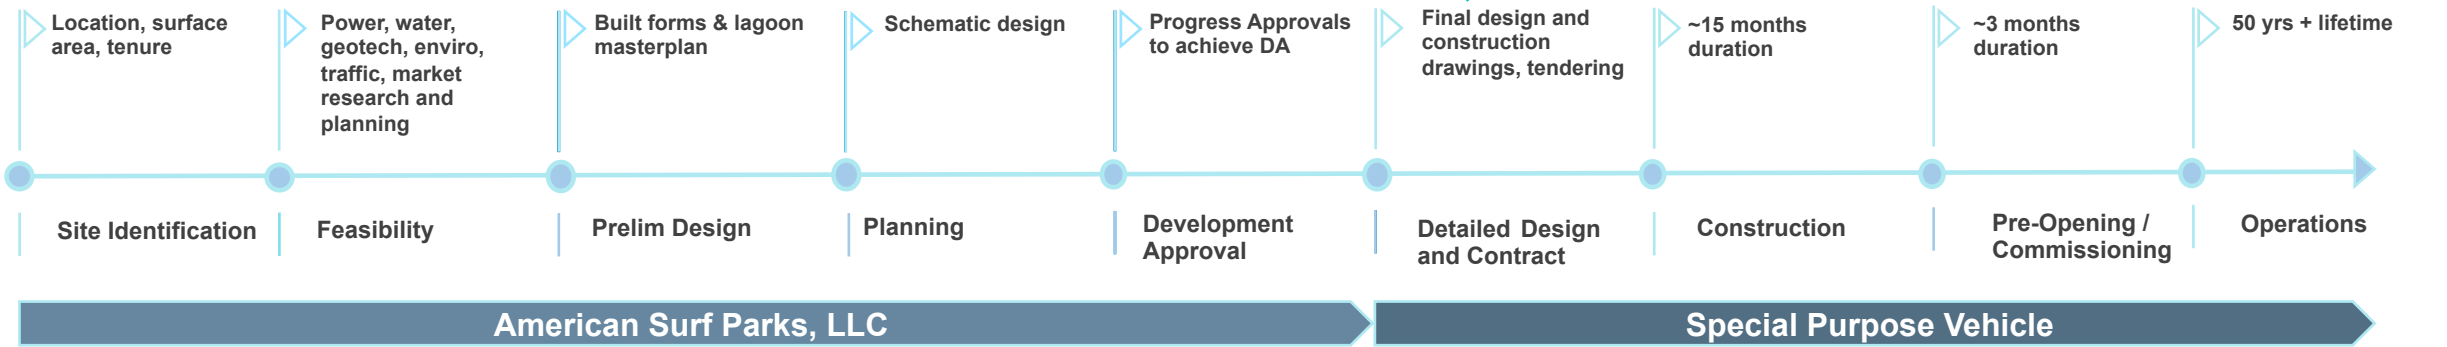 Location, surface
area, tenure
Power, water,
geotech, enviro,
traffic, market
research and
planning
Built forms & lagoon
masterplan
Schematic design
Progress Approvals
to achieve DA
Final design and
construction
drawings, tendering
~15 months
duration
~3 months
duration
50 yrs + lifetime
Site Identification
Feasibility
Prelim Design
Planning
Development
Approval
Detailed Design
and Contract
Construction
Pre-Opening /
Commissioning
Operations
American Surf Parks, LLC
Special Purpose Vehicle